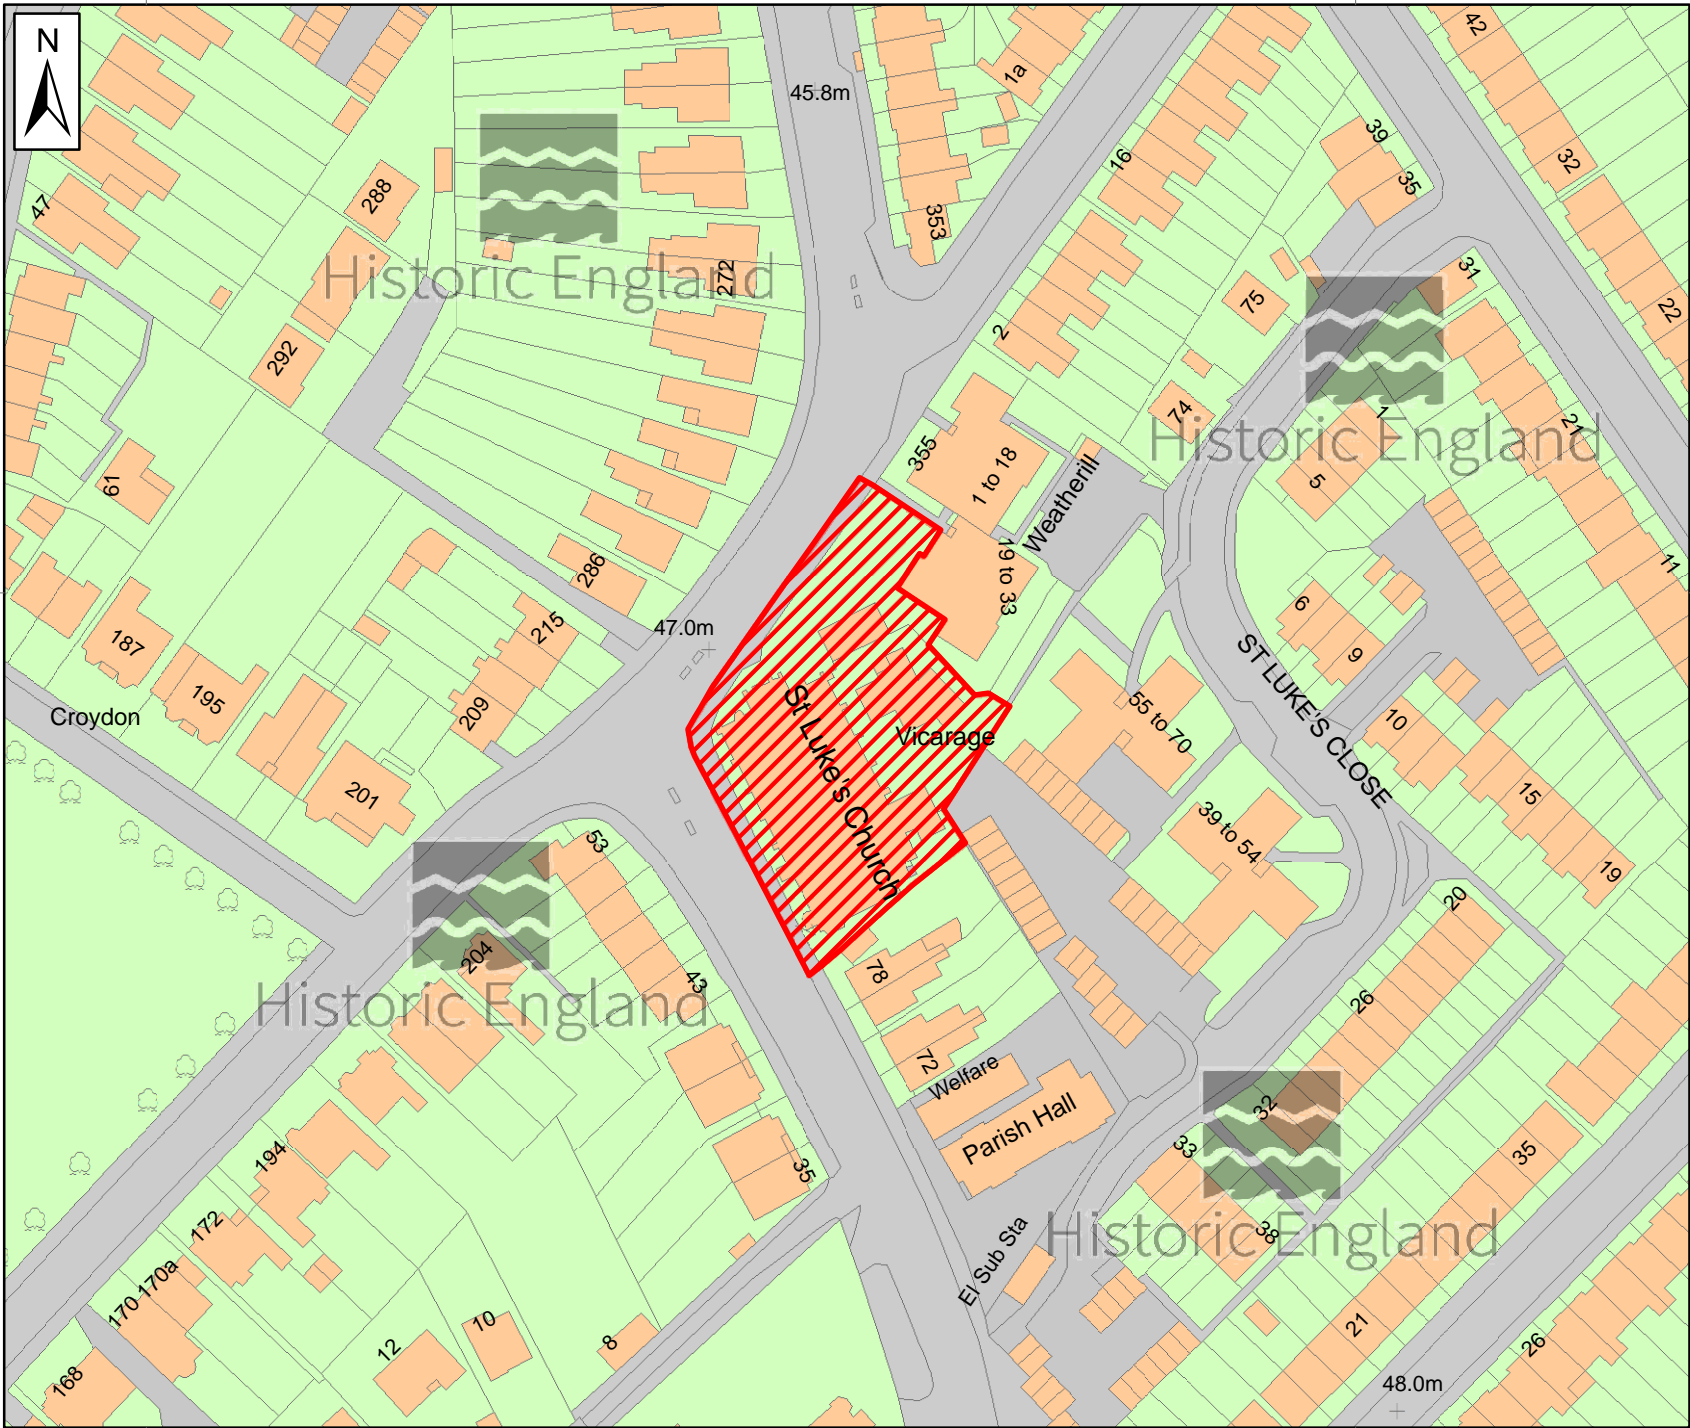 N
45.8m
1a
42
39
32
16
35
47
288
353
272
31
75
22
Historic England
2
292
74
1
21
Historic England
355
1 to 18
5
61
Weatherill
19 to 33
11
286
6
215
47.0m
187
9
ST LUKE'S CLOSE
195
St Luke's Church
209
Croydon
Vicarage
55 to 70
10
201
15
39 to 54
53
19
20
204
78
43
26
Historic England
72
Welfare
32
Parish Hall
194
33
35
35
172
38
Historic England
El Sub Sta
170 170a
10
21
8
12
26
168
48.0m